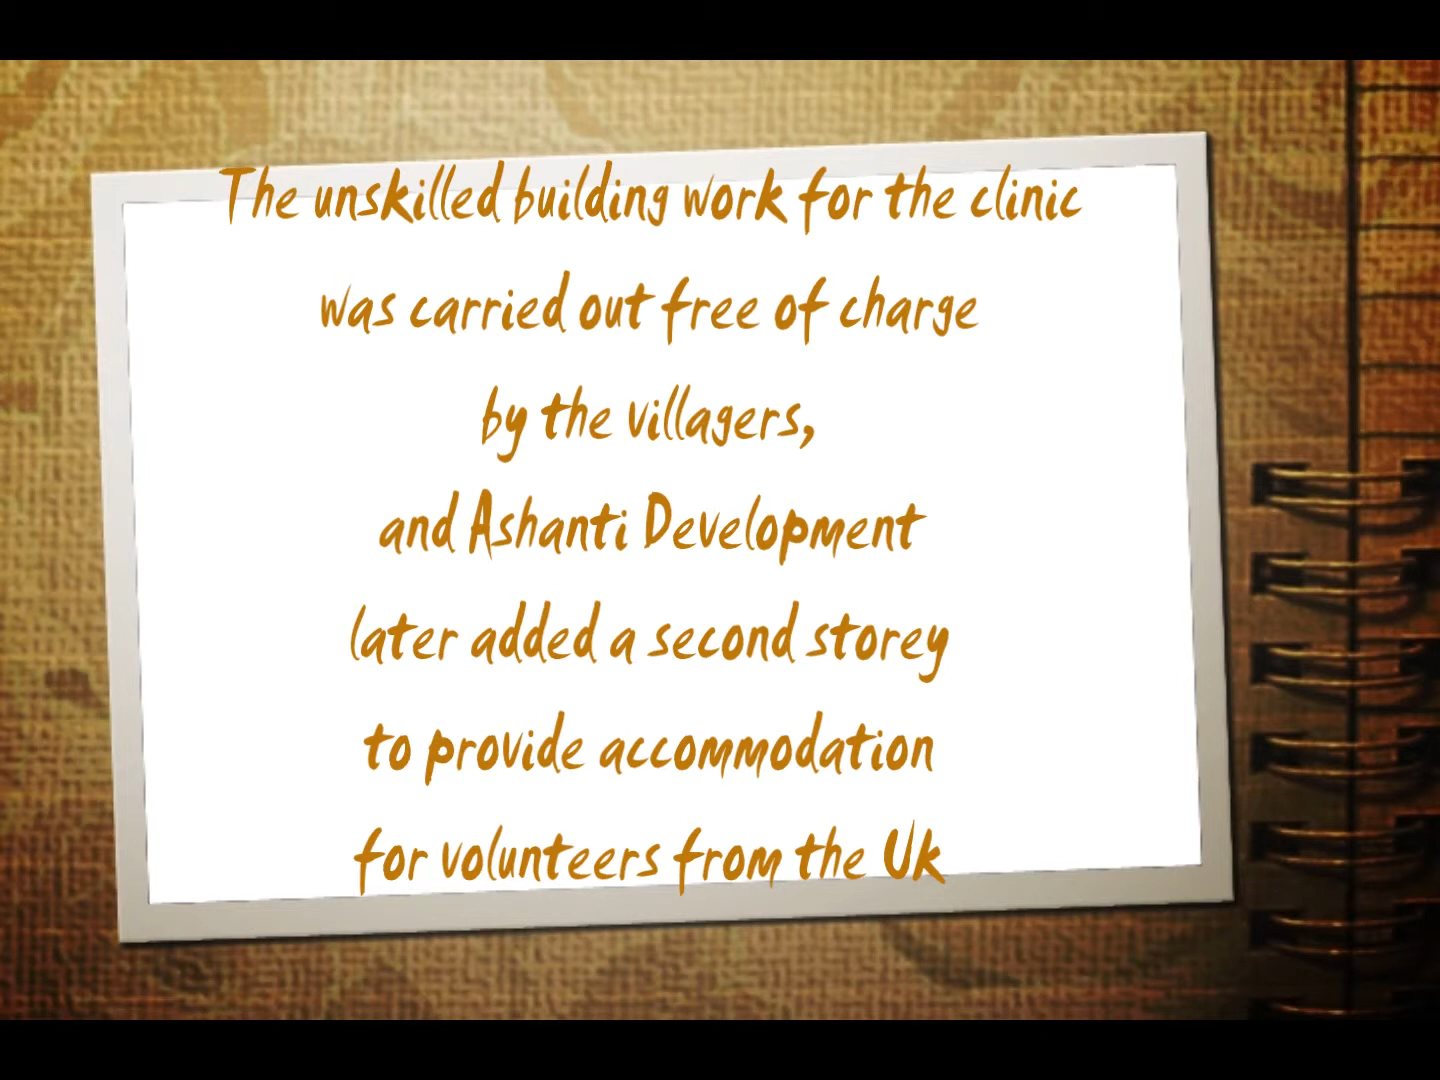 The unskilled building work for the clinic
was carried out free of charge
by the villagers,
and Ashanti Development
later added a second storey
to provide accommodation
for volunteers from the Uk